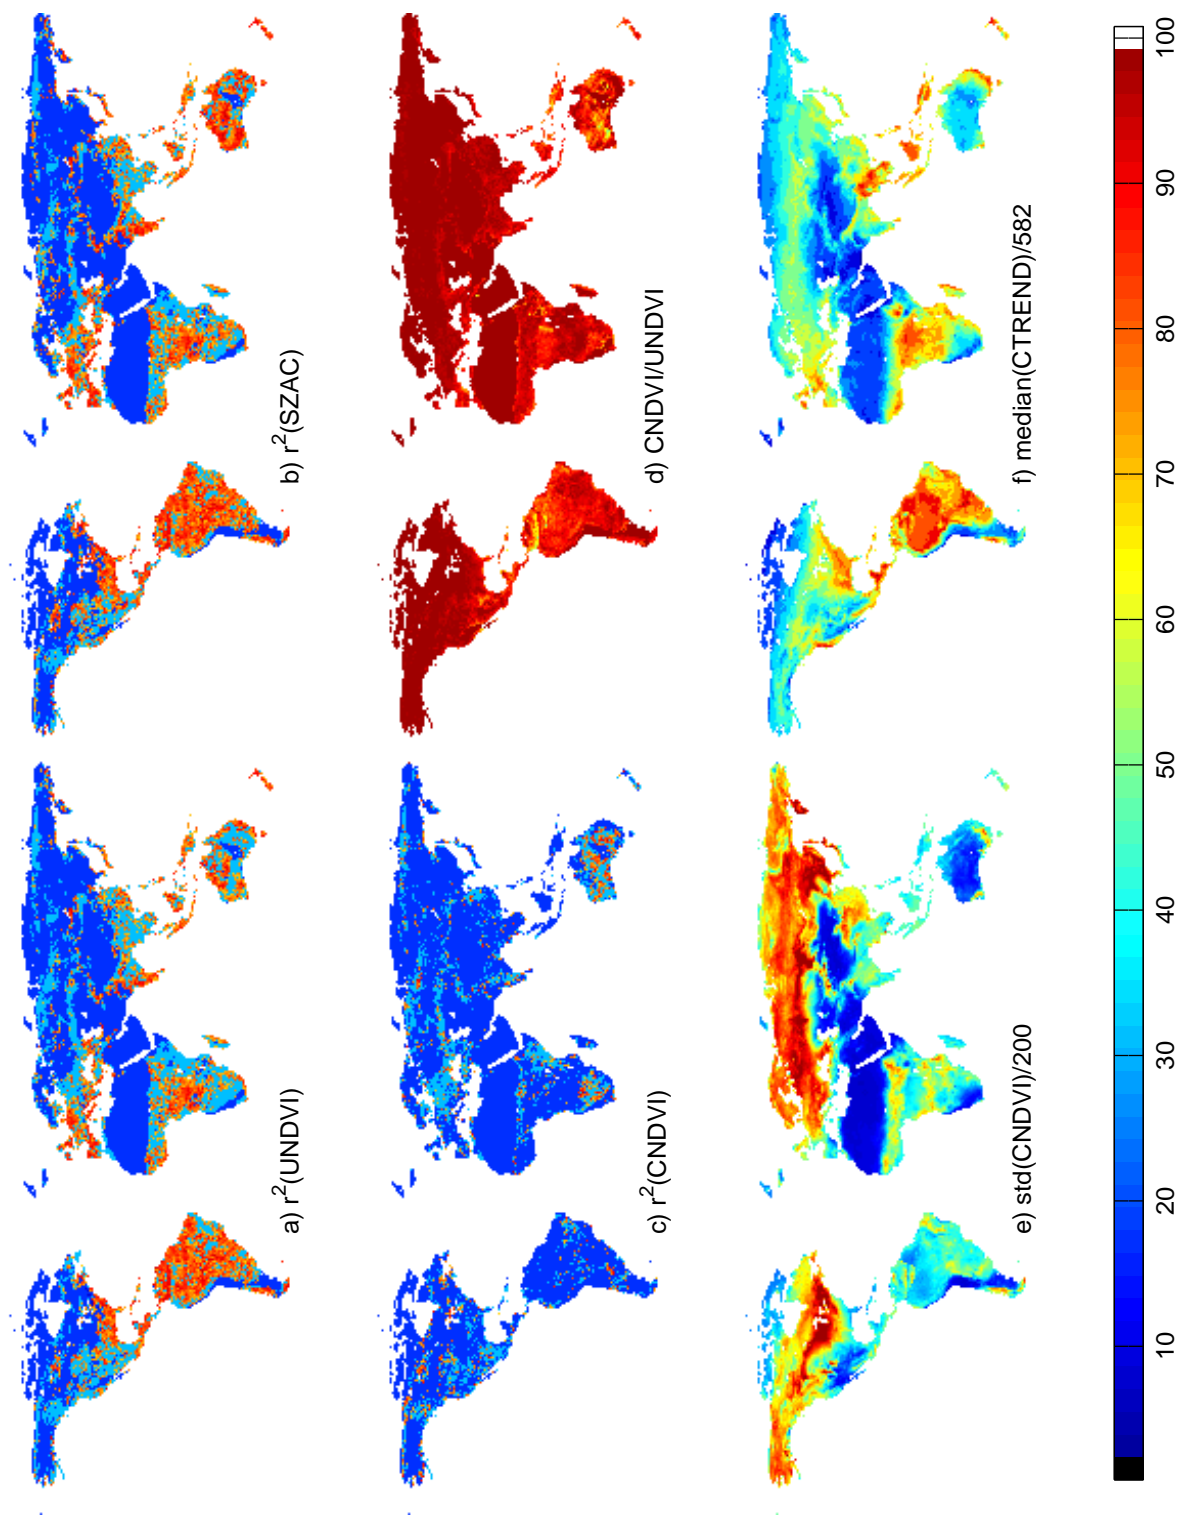 a) r²(UNDVI)
b) r²(SZAC)
c) r²(CNDVI)
d) CNDVI/UNDVI
e) std(CNDVI)/200
f) median(CTREND)/582
10 20 30 40 50 60 70 80 90 100